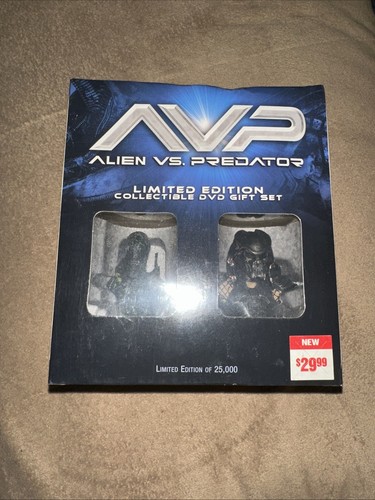 AVP
ALIEN VS. PREDATOR
LIMITED EDITION
COLLECTIBLE DVD GIFT SET
LIMITED EDITION OF 25,000
NEW
$29.99